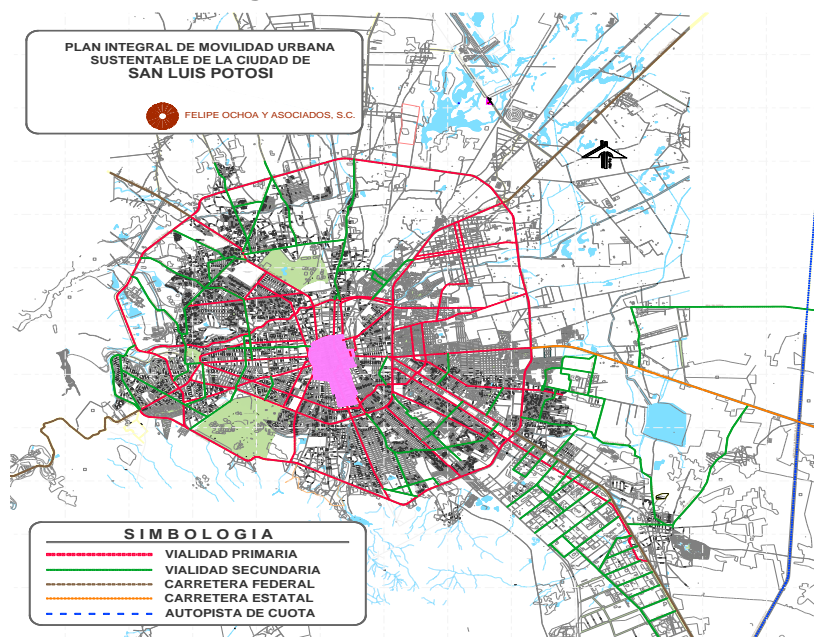 PLAN INTEGRAL DE MOVILIDAD URBANA
SUSTENTABLE DE LA CIUDAD DE
SAN LUIS POTOSI
FELIPE OCHOA Y ASOCIADOS, S.C.
SIMBOLOGIA
VIALIDAD PRIMARIA
VIALIDAD SECUNDARIA
CARRETERA FEDERAL
CARRETERA ESTATAL
AUTOPISTA DE CUOTA